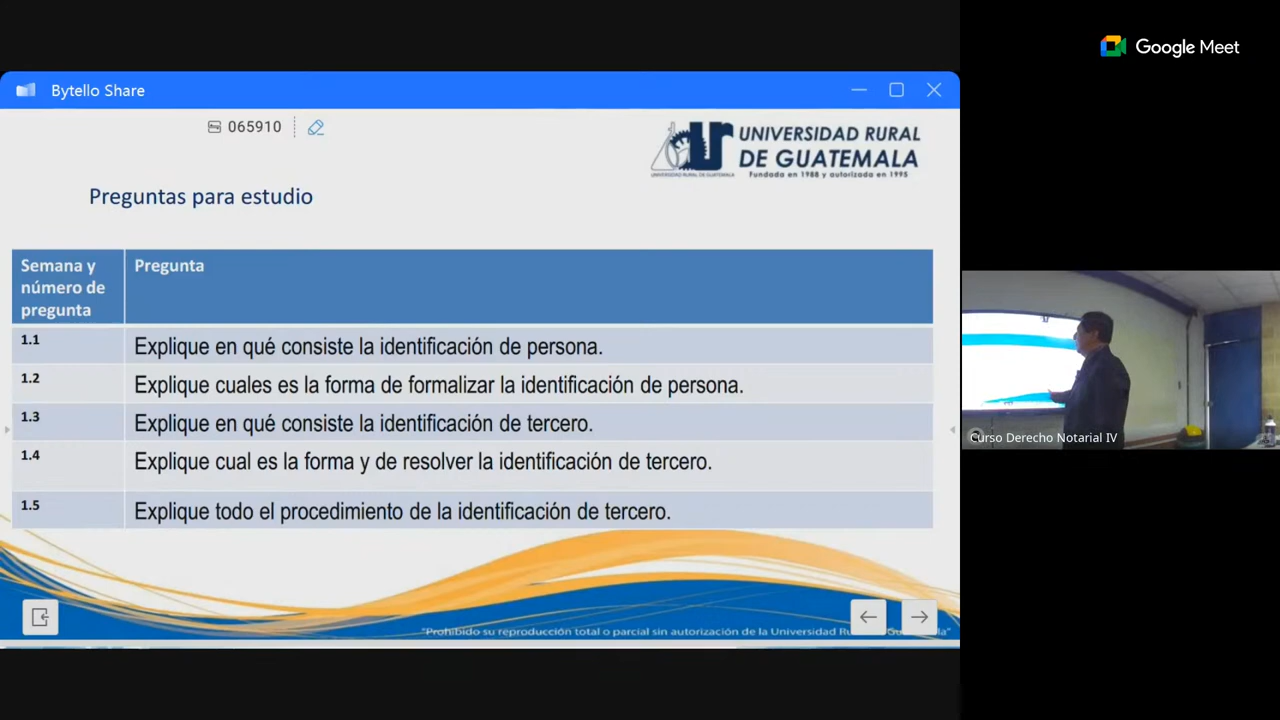 Google Meet
Bytello Share
065910
UNIVERSIDAD RURAL
DE GUATEMALA
Fundada en 1988 y autorizada en 1995
UNIVERSIDAD RURAL DE GUATEMALA
Preguntas para estudio
Semana y
número de
pregunta
Pregunta
1.1
Explique en qué consiste la identificación de persona.
1.2
Explique cuales es la forma de formalizar la identificación de persona.
1.3
Explique en qué consiste la identificación de tercero.
1.4
Explique cual es la forma y de resolver la identificación de tercero.
1.5
Explique todo el procedimiento de la identificación de tercero.
Curso Derecho Notarial IV
"Prohibido su reproducción total o parcial sin autorización de la Universidad